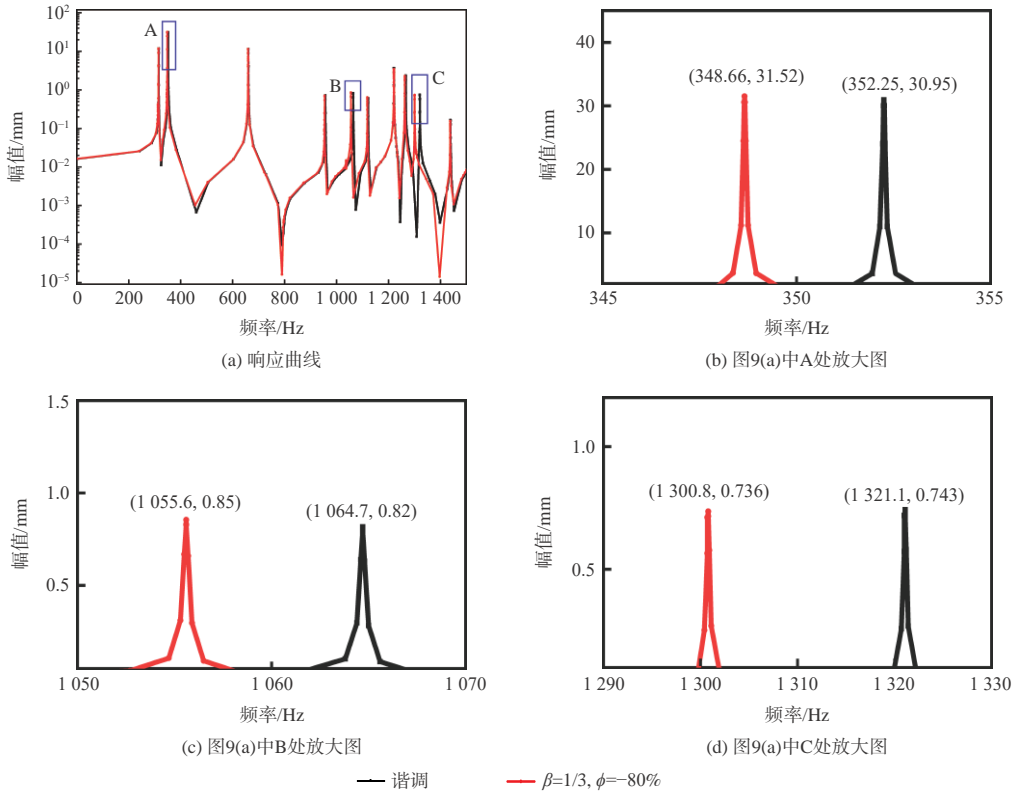 10²
10¹
10⁰
10⁻¹
10⁻²
10⁻³
10⁻⁴
10⁻⁵
幅值/mm
A
B
C
0 200 400 600 800 1 000 1 200 1 400
频率/Hz
(a) 响应曲线
40
30
20
10
幅值/mm
(348.66, 31.52)
(352.25, 30.95)
345 350 355
频率/Hz
(b) 图9(a)中A处放大图
1.5
1.0
0.5
幅值/mm
(1 055.6, 0.85)
(1 064.7, 0.82)
1 050 1 060 1 070
频率/Hz
(c) 图9(a)中B处放大图
1.0
0.5
幅值/mm
(1 300.8, 0.736)
(1 321.1, 0.743)
1 290 1 300 1 310 1 320 1 330
频率/Hz
(d) 图9(a)中C处放大图
谐调
β=1/3, ϕ=−80%